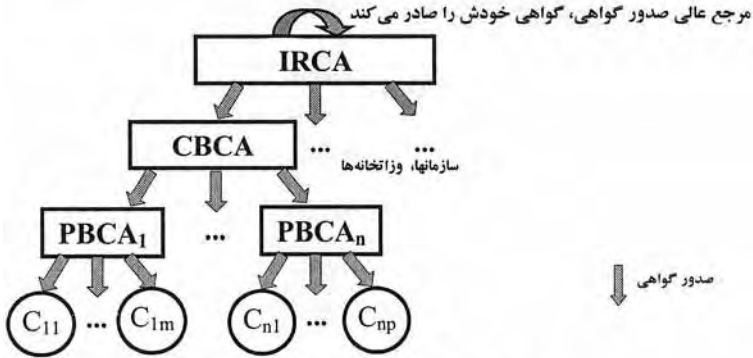 مرجع عالی صدور گواهی، گواهی خودش را صادر می‌کند
IRCA
CBCA ... ...
سازمانها، وزاتخانه‌ها
PBCA₁ ... PBCAₙ
صدور گواهی
C₁₁ ... C₁ₘ Cₙ₁ ... Cₙₚ